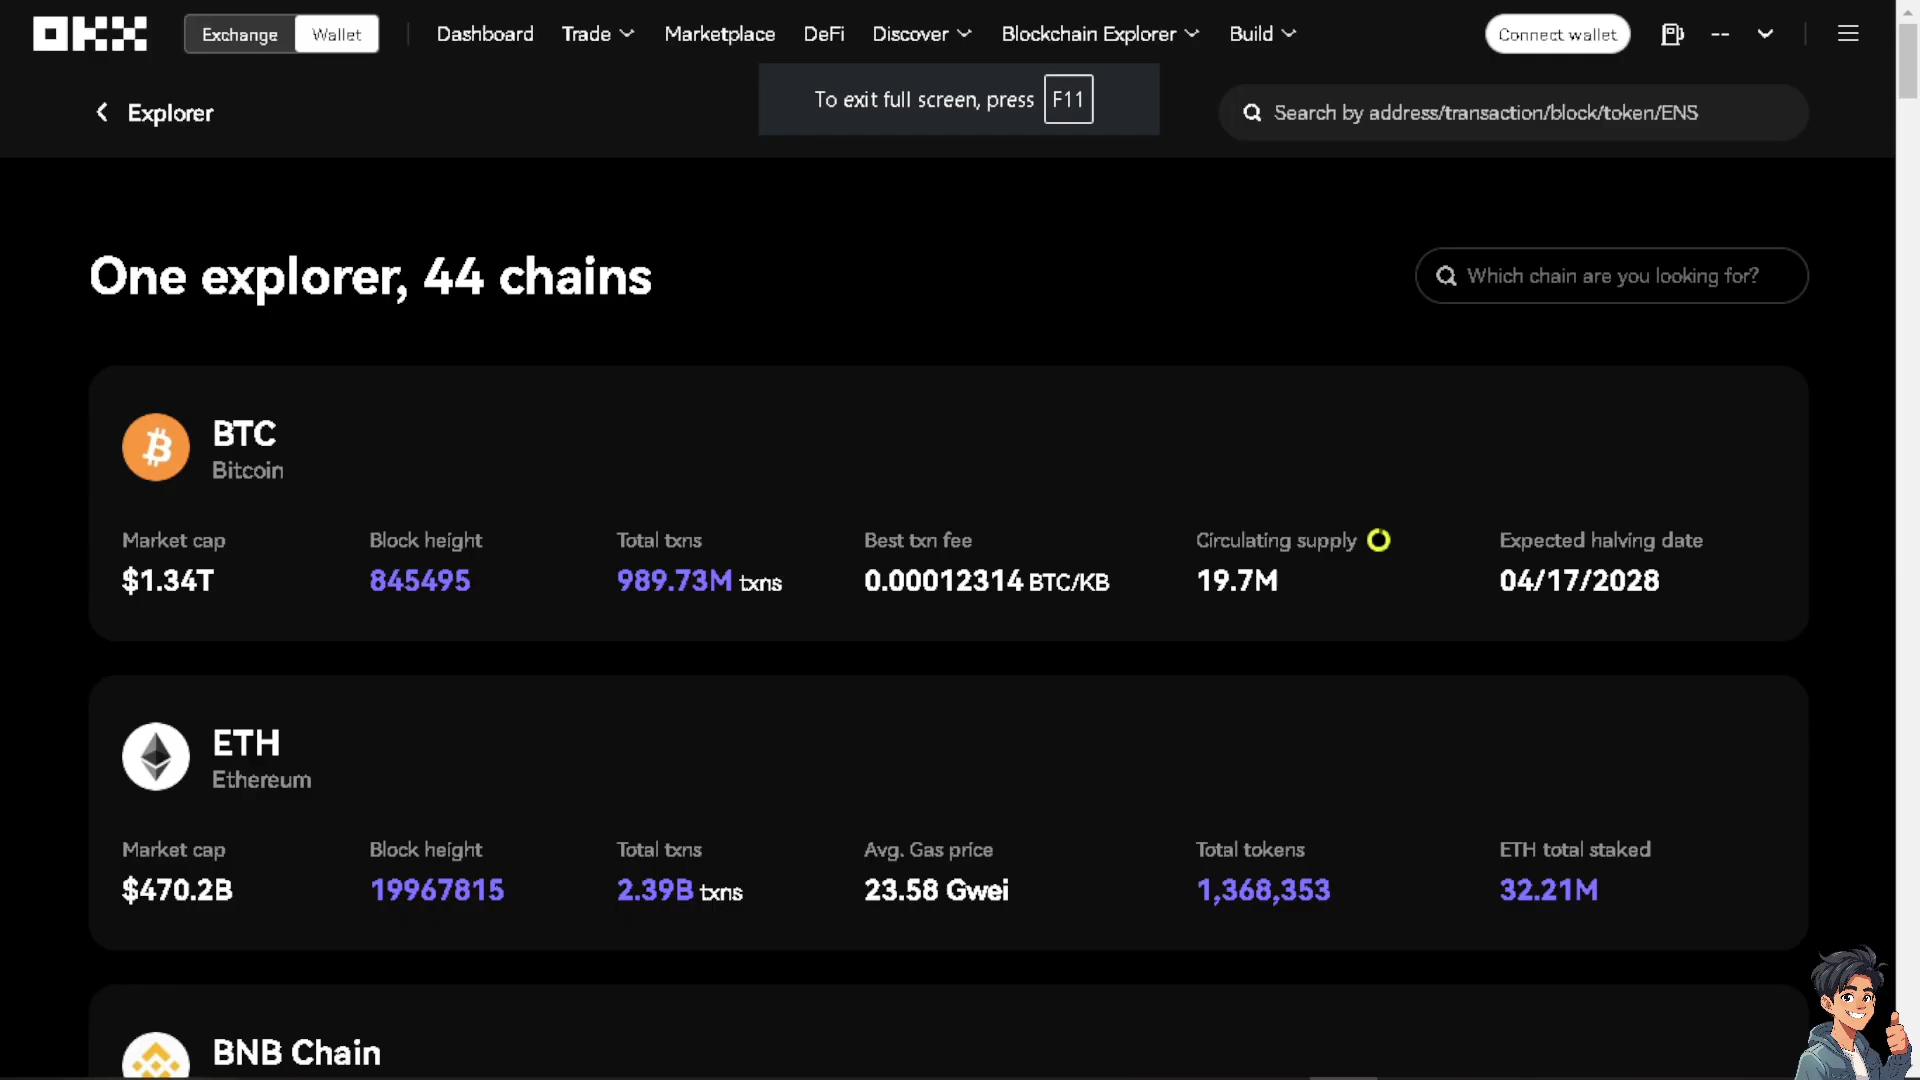 OKX
Exchange Wallet Dashboard Trade Marketplace DeFi Discover Blockchain Explorer Build Connect wallet --
Explorer
To exit full screen, press F11
Search by address/transaction/block/token/ENS
One explorer, 44 chains
Which chain are you looking for?
BTC
Bitcoin
Market cap Block height Total txns Best txn fee Circulating supply Expected halving date
$1.34T 845495 989.73M txns 0.00012314 BTC/KB 19.7M 04/17/2028
ETH
Ethereum
Market cap Block height Total txns Avg. Gas price Total tokens ETH total staked
$470.2B 19967815 2.39B txns 23.58 Gwei 1,368,353 32.21M
BNB Chain